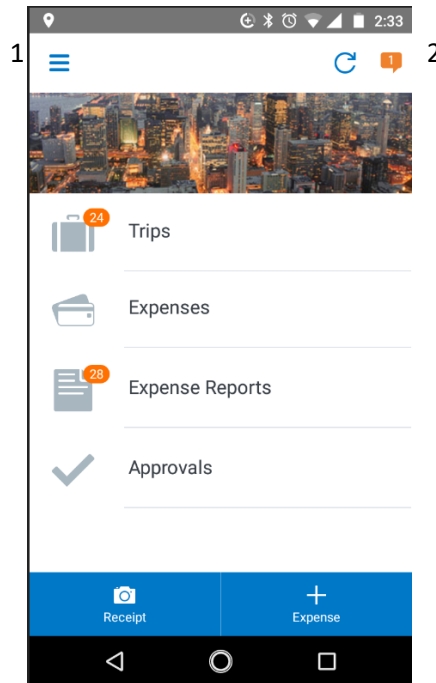 2:33
1
1
2
24
Trips
Expenses
28
Expense Reports
Approvals
Receipt
Expense